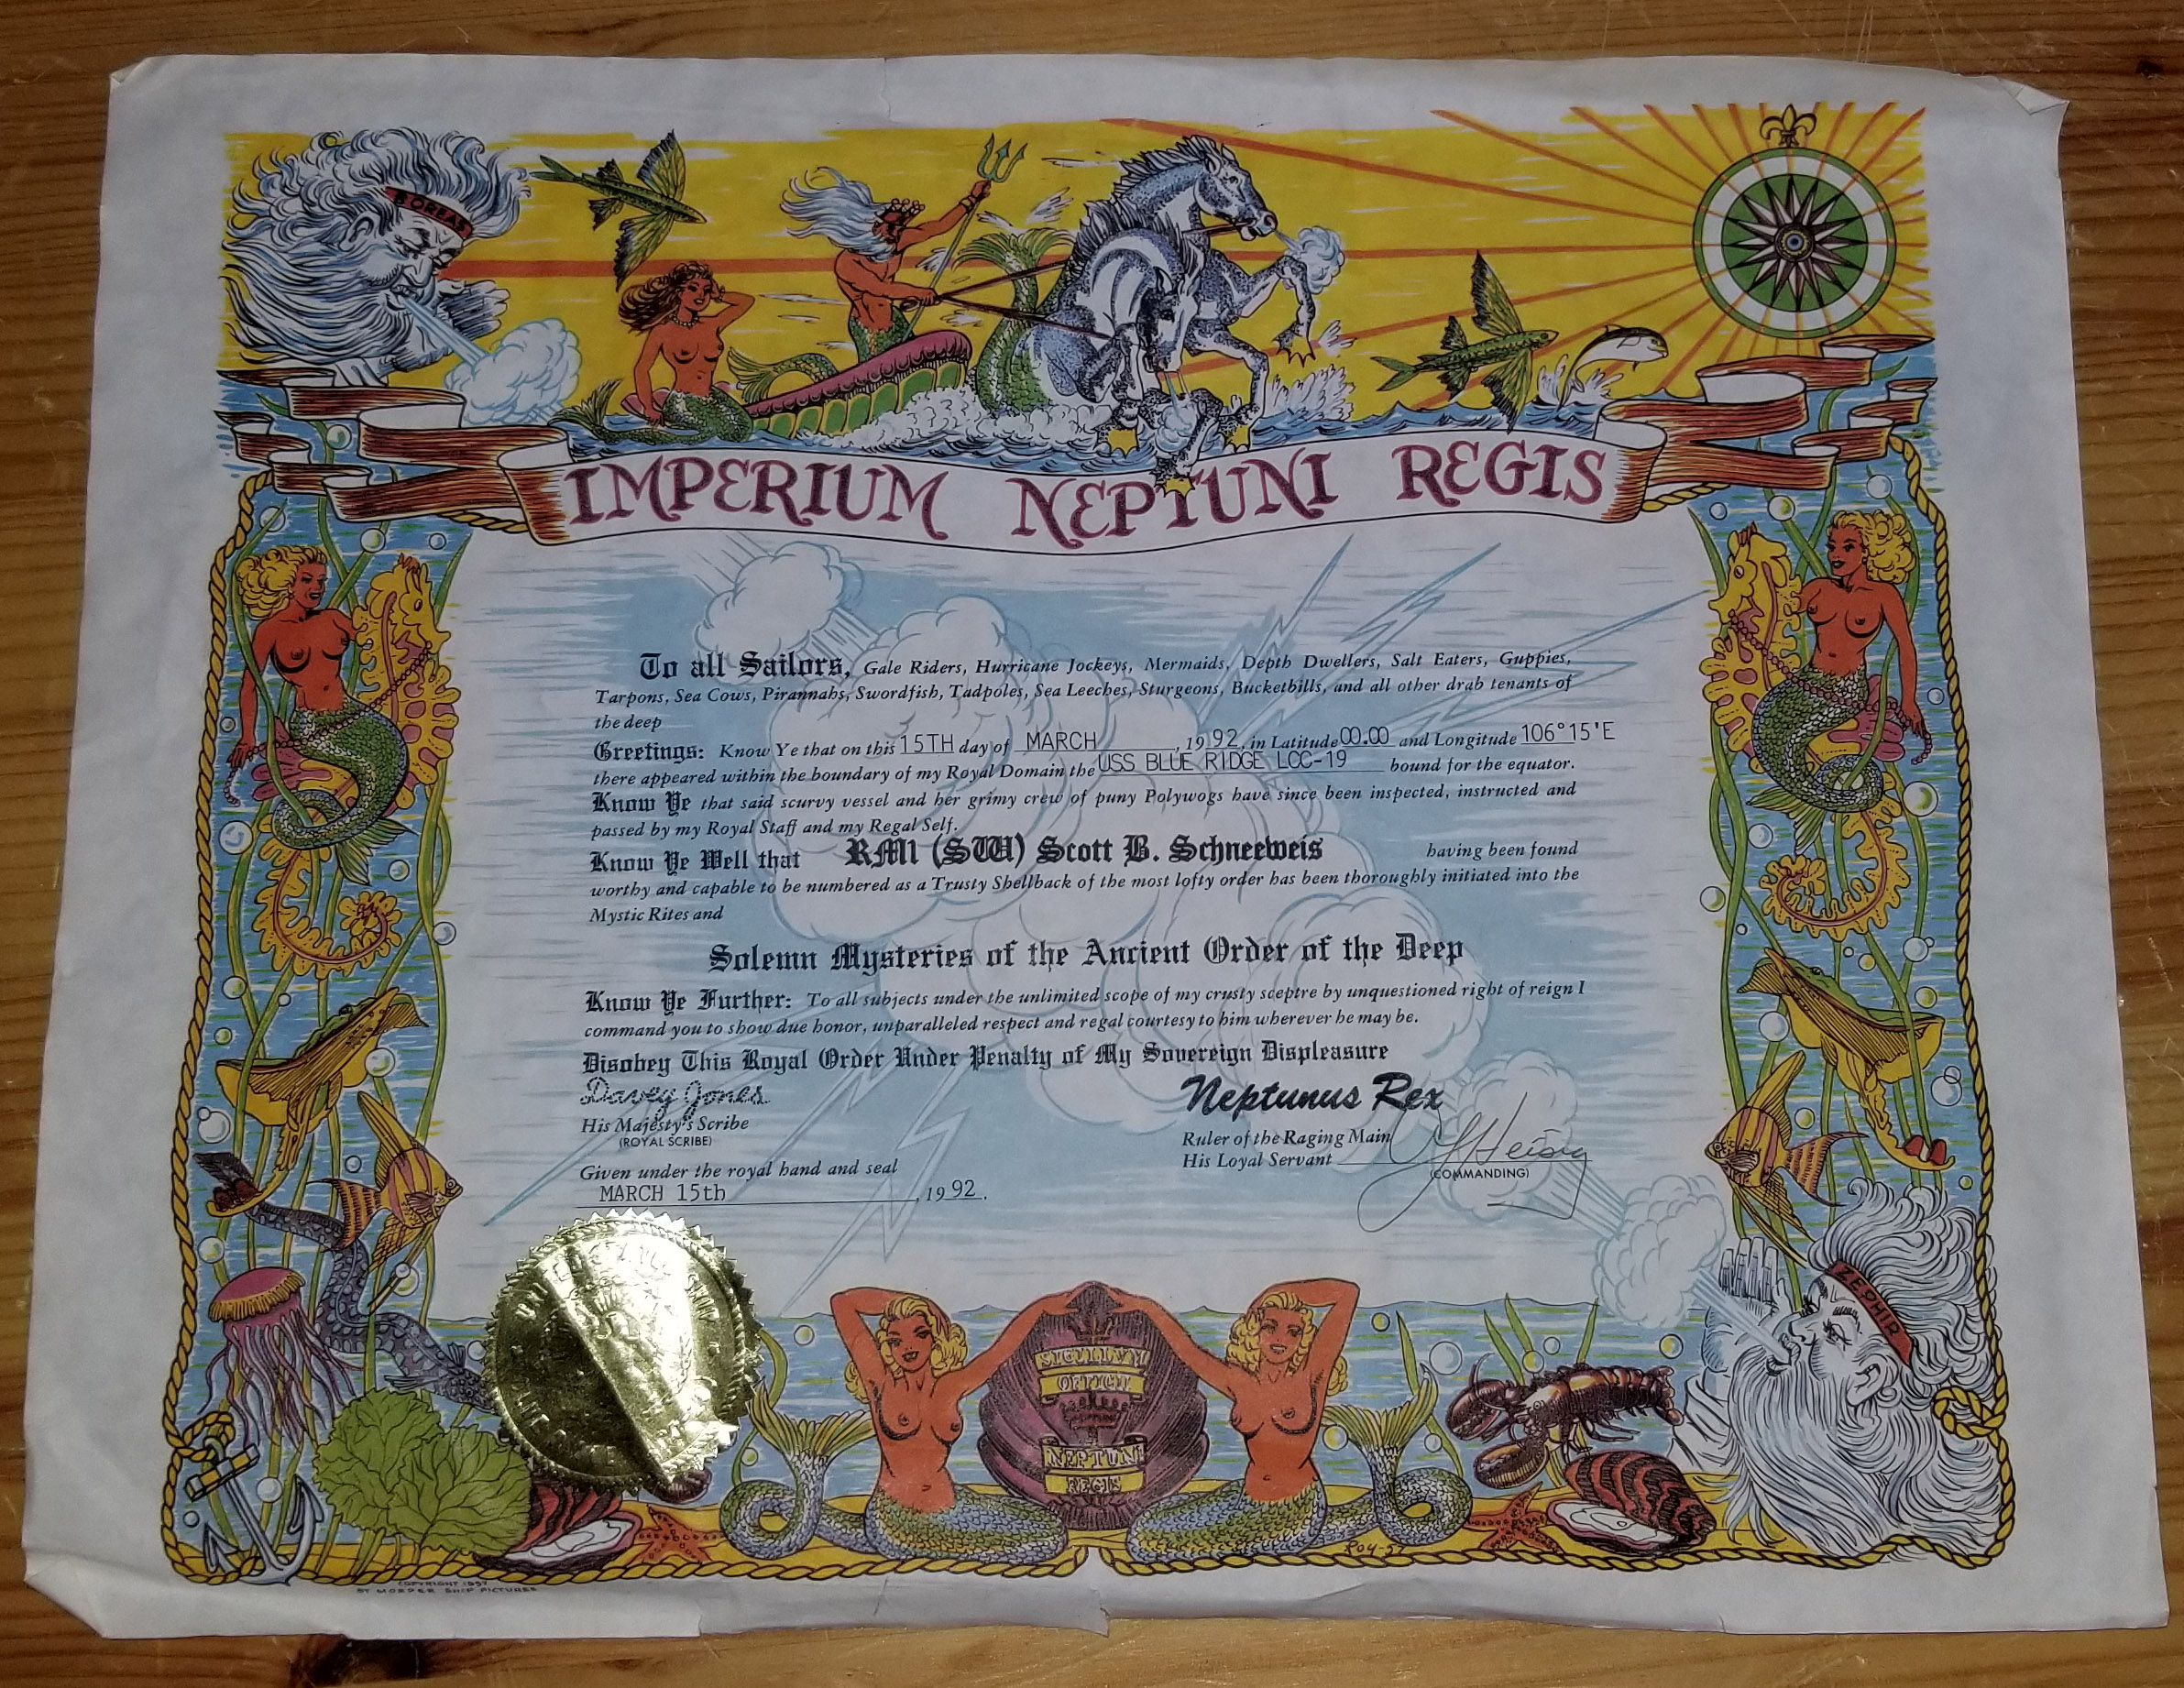 BOREAS
IMPERIUM NEPTUNI REGIS
To all Sailors, Gale Riders, Hurricane Jockeys, Mermaids, Depth Dwellers, Salt Eaters, Guppies,
Tarpons, Sea Cows, Pirannahs, Swordfish, Tadpoles, Sea Leeches, Sturgeons, Bucketbills, and all other drab tenants of
the deep
Greetings: Know Ye that on this 15TH day of MARCH, 1992, in Latitude 00.00 and Longitude 106°15'E
there appeared within the boundary of my Royal Domain the USS BLUE RIDGE LCC-19 bound for the equator.
Know Ye that said scurvy vessel and her grimy crew of puny Polywogs have since been inspected, instructed and
passed by my Royal Staff and my Regal Self.
Know Ye Well that RM1 (SW) Scott B. Schneeweis having been found
worthy and capable to be numbered as a Trusty Shellback of the most lofty order has been thoroughly initiated into the
Mystic Rites and
Solemn Mysteries of the Ancient Order of the Deep
Know Ye Further: To all subjects under the unlimited scope of my crusty sceptre by unquestioned right of reign I
command you to show due honor, unparalleled respect and regal courtesy to him wherever he may be.
Disobey This Royal Order Under Penalty of My Sovereign Displeasure
Davey Jones
His Majesty's Scribe
(ROYAL SCRIBE)
Given under the royal hand and seal
MARCH 15th, 1992.
Neptunus Rex
Ruler of the Raging Main
His Loyal Servant
(COMMANDING)
ZEPHIR
SIGILLVM
OFFICII
NEPTUNI
REGIS
ROY-57
COPYRIGHT 1957
BY MOSPER SHIP PICTURES